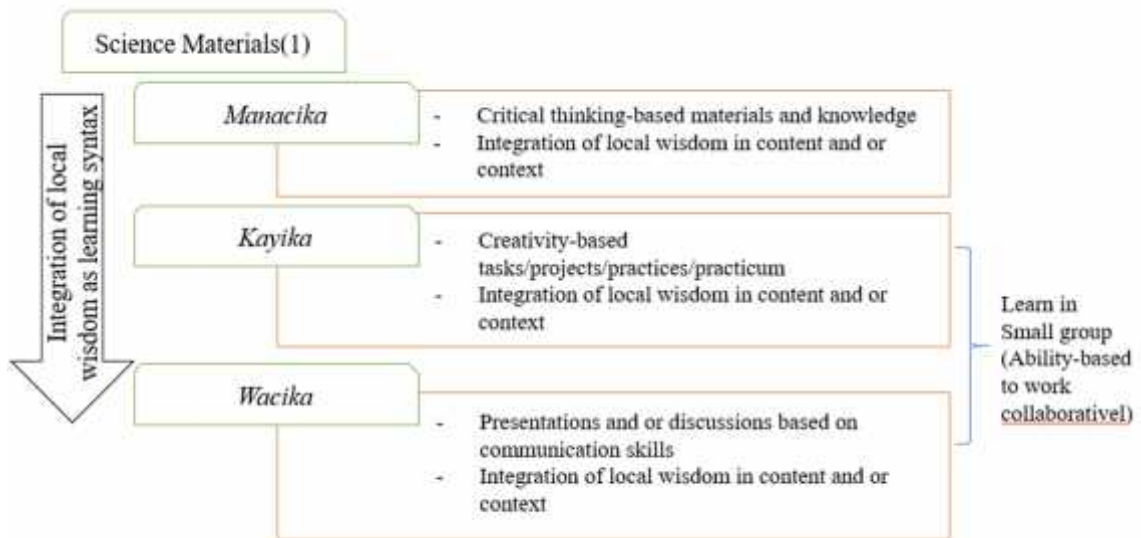 Science Materials(1)
Integration of local
wisdom as learning syntax
Manacika
- Critical thinking-based materials and knowledge
- Integration of local wisdom in content and or
context
Kayika
- Creativity-based
tasks/projects/practices/practicum
- Integration of local wisdom in content and or
context
Wacika
- Presentations and or discussions based on
communication skills
- Integration of local wisdom in content and or
context
Learn in
Small group
(Ability-based
to work
collaborativel)